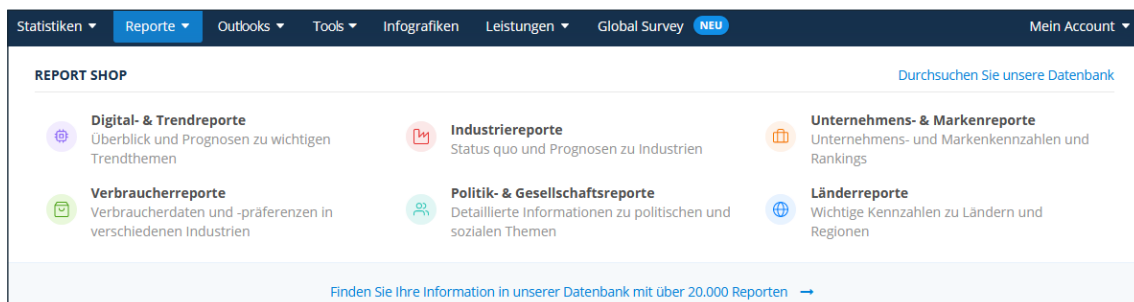 Statistiken Reporte Outlooks Tools Infografiken Leistungen Global Survey NEU Mein Account
REPORT SHOP Durchsuchen Sie unsere Datenbank
Digital- & Trendreporte
Überblick und Prognosen zu wichtigen
Trendthemen
Industriereporte
Status quo und Prognosen zu Industrien
Unternehmens- & Markenreporte
Unternehmens- und Markenkennzahlen und
Rankings
Verbraucherreporte
Verbraucherdaten und -präferenzen in
verschiedenen Industrien
Politik- & Gesellschaftsreporte
Detaillierte Informationen zu politischen und
sozialen Themen
Länderreporte
Wichtige Kennzahlen zu Ländern und
Regionen
Finden Sie Ihre Information in unserer Datenbank mit über 20.000 Reporten →